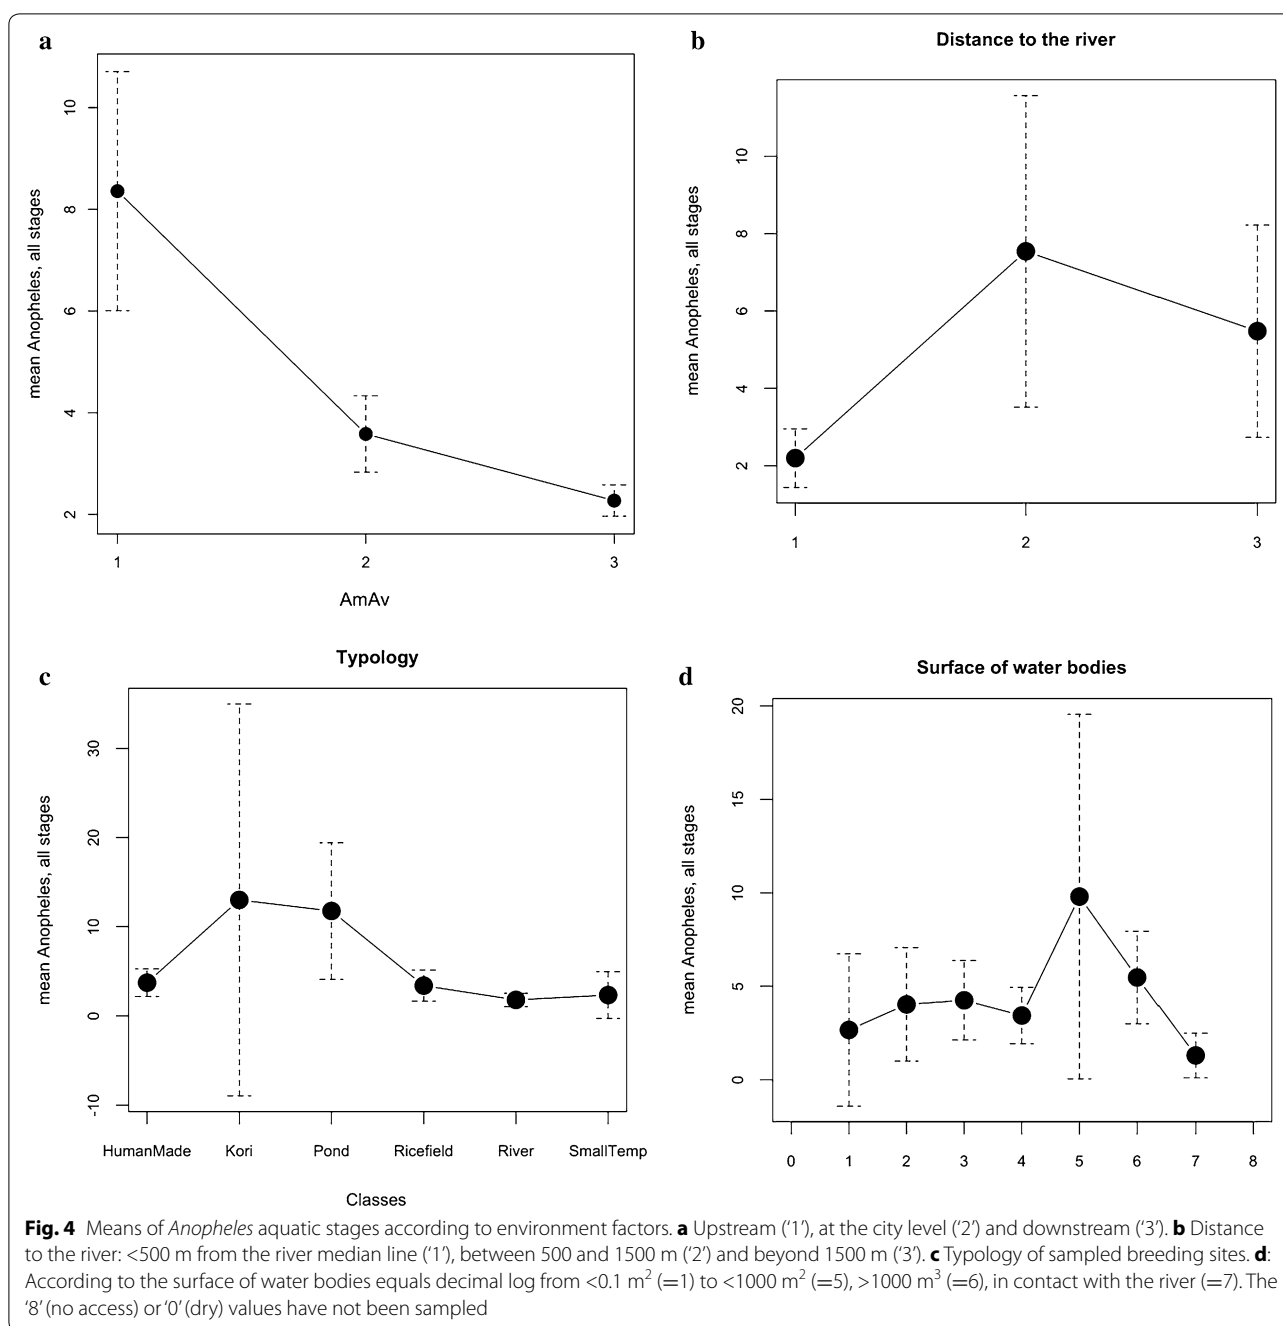 a
mean Anopheles, all stages
10
8
6
4
2
1 2 3
AmAv
b
Distance to the river
mean Anopheles, all stages
10
8
6
4
2
1 2 3
c
Typology
mean Anopheles, all stages
30
20
10
0
-10
HumanMade Kori Pond Ricefield River SmallTemp
Classes
d
Surface of water bodies
mean Anopheles, all stages
20
15
10
5
0
0 1 2 3 4 5 6 7 8
Fig. 4 Means of Anopheles aquatic stages according to environment factors. a Upstream (‘1’), at the city level (‘2’) and downstream (‘3’). b Distance
to the river: <500 m from the river median line (‘1’), between 500 and 1500 m (‘2’) and beyond 1500 m (‘3’). c Typology of sampled breeding sites. d:
According to the surface of water bodies equals decimal log from <0.1 m² (=1) to <1000 m² (=5), >1000 m³ (=6), in contact with the river (=7). The
‘8’ (no access) or ‘0’ (dry) values have not been sampled